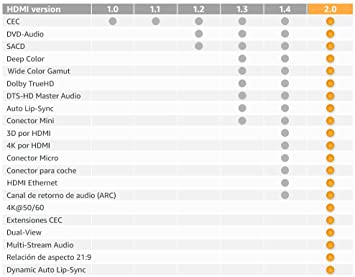 HDMI version 1.0 1.1 1.2 1.3 1.4 2.0
CEC
DVD-Audio
SACD
Deep Color
Wide Color Gamut
Dolby TrueHD
DTS-HD Master Audio
Auto Lip-Sync
Conector Mini
3D por HDMI
4K por HDMI
Conector Micro
Conector para coche
HDMI Ethernet
Canal de retorno de audio (ARC)
4K@50/60
Extensiones CEC
Dual-View
Multi-Stream Audio
Relación de aspecto 21:9
Dynamic Auto Lip-Sync